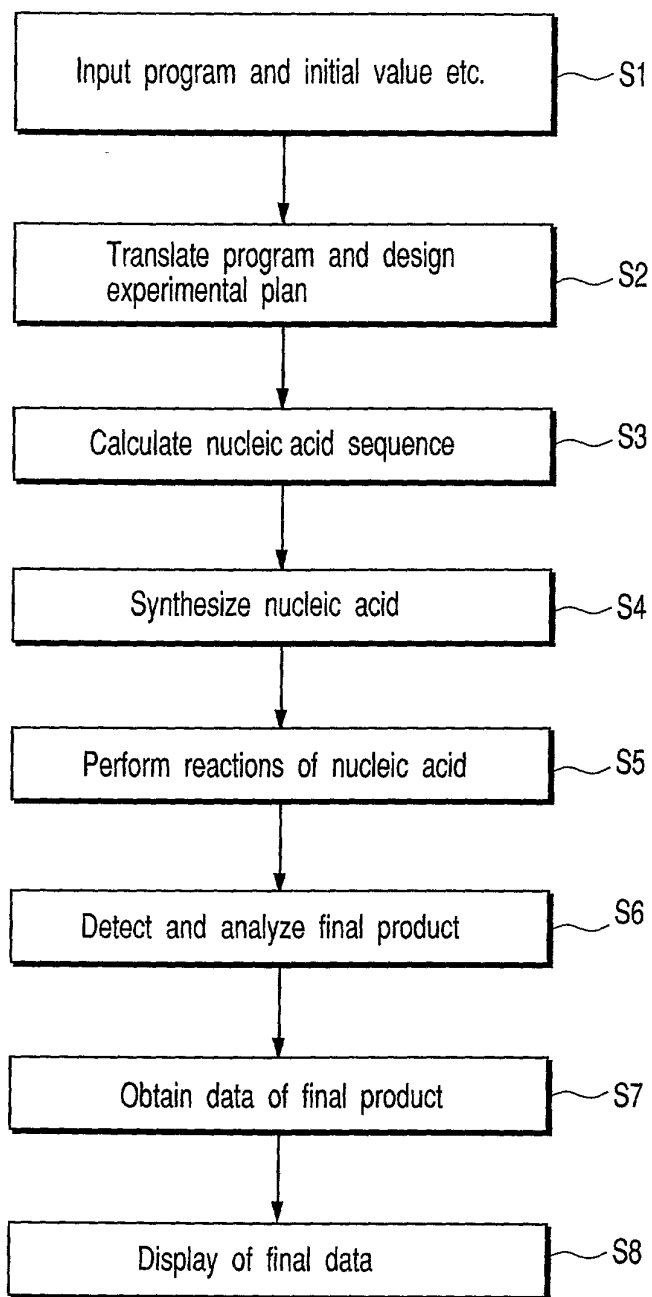 Input program and initial value etc.
S1
Translate program and design
experimental plan
S2
Calculate nucleic acid sequence
S3
Synthesize nucleic acid
S4
Perform reactions of nucleic acid
S5
Detect and analyze final product
S6
Obtain data of final product
S7
Display of final data
S8